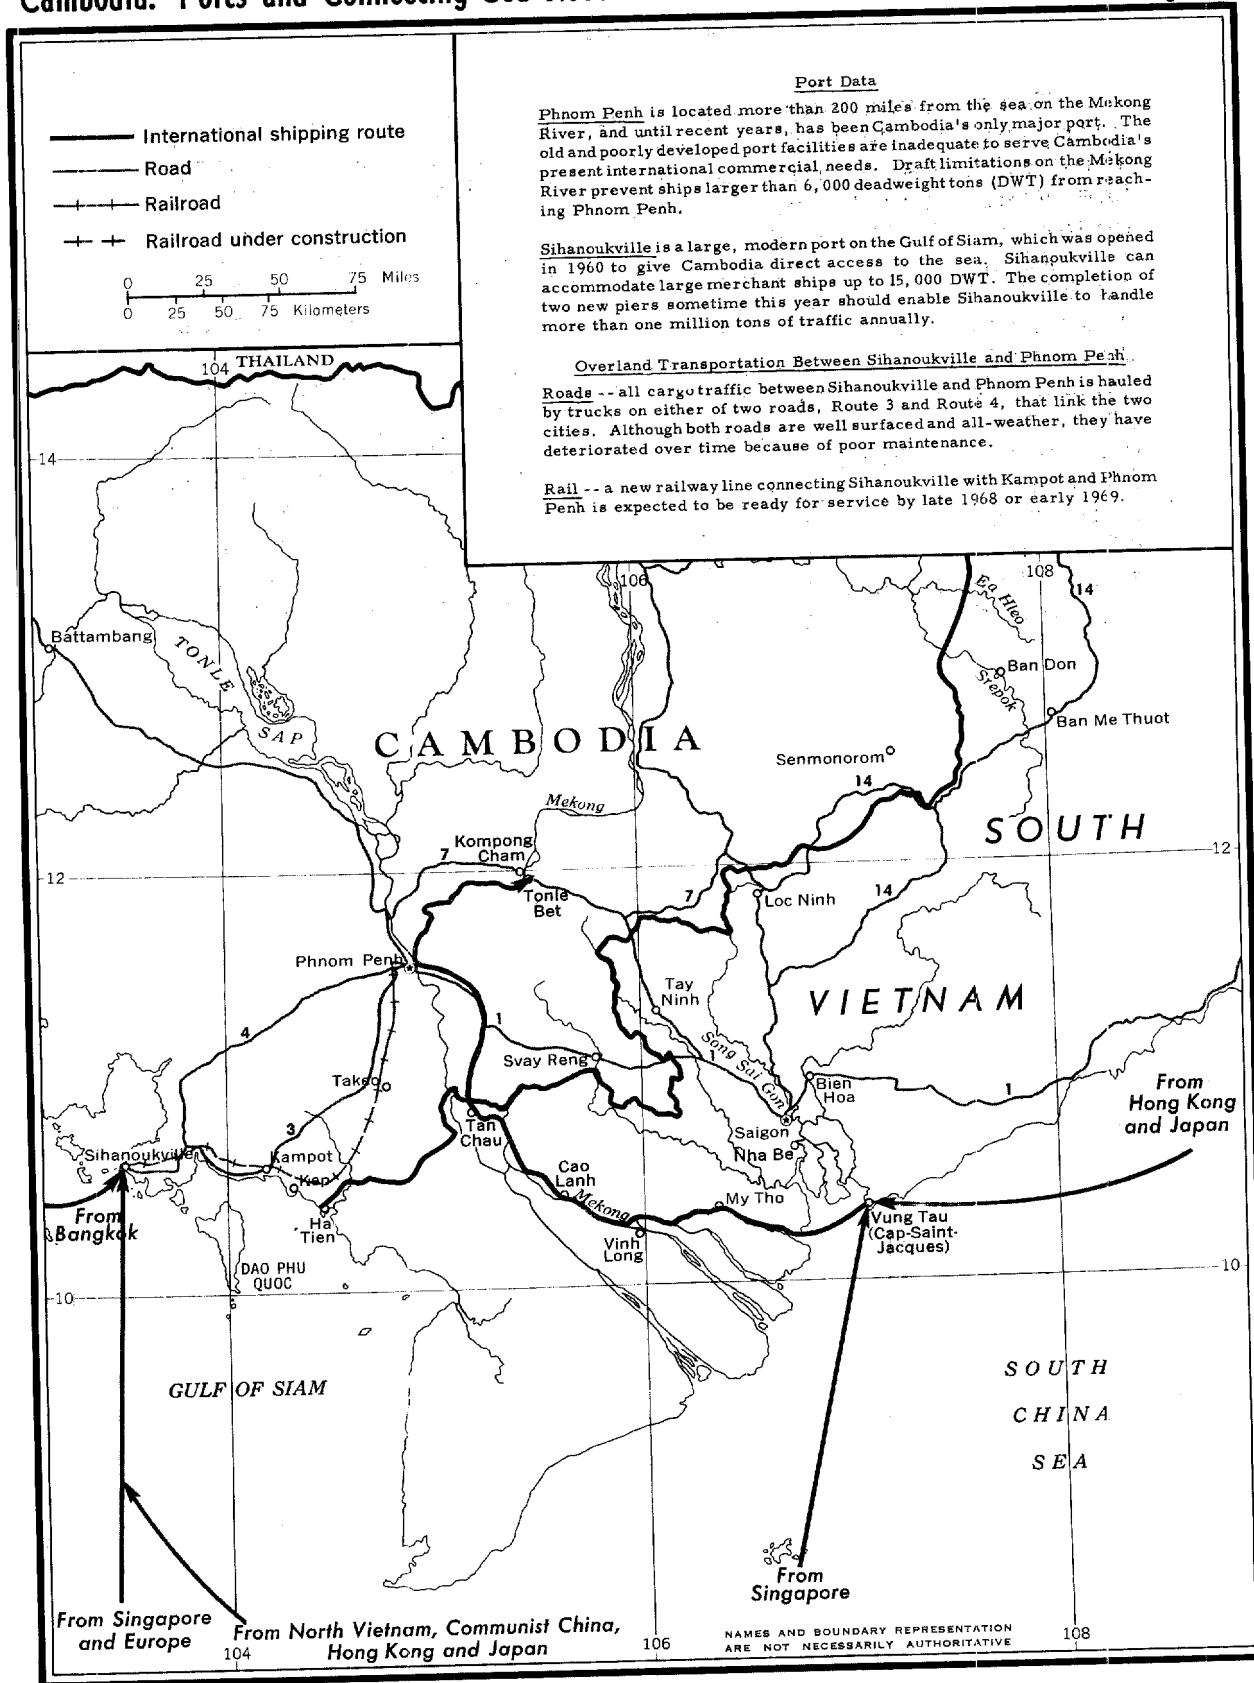 Cambodia: Ports and Connecting
International shipping route
Road
Railroad
Railroad under construction
0 25 50 75 Miles
0 25 50 75 Kilometers
Port Data
Phnom Penh is located more than 200 miles from the sea on the Mekong
River, and until recent years, has been Cambodia's only major port. The
old and poorly developed port facilities are inadequate to serve Cambodia's
present international commercial needs. Draft limitations on the Mekong
River prevent ships larger than 6,000 deadweight tons (DWT) from reach-
ing Phnom Penh.
Sihanoukville is a large, modern port on the Gulf of Siam, which was opened
in 1960 to give Cambodia direct access to the sea. Sihanoukville can
accommodate large merchant ships up to 15,000 DWT. The completion of
two new piers sometime this year should enable Sihanoukville to handle
more than one million tons of traffic annually.
Overland Transportation Between Sihanoukville and Phnom Penh
Roads -- all cargo traffic between Sihanoukville and Phnom Penh is hauled
by trucks on either of two roads, Route 3 and Route 4, that link the two
cities. Although both roads are well surfaced and all-weather, they have
deteriorated over time because of poor maintenance.
Rail -- a new railway line connecting Sihanoukville with Kampot and Phnom
Penh is expected to be ready for service by late 1968 or early 1969.
104 THAILAND
14
106
108
14
Ea Hleo
Battambang
TONLE
SAP
Ban Don
Srepok
Ban Me Thuot
CAMBODIA
Senmonorom
14
Mekong
SOUTH
Kompong
Cham
7
12
12
Tonle
Bet
7
Loc Ninh
14
Phnom Penh
Tay
Ninh
VIETNAM
4
1
Song Sai Gon
Svay Reng
1
Takeo
Bien
Hoa
1
From
Hong Kong
and Japan
3
Tan
Chau
Saigon
Nha Be
Sihanoukville
Kampot
Kep
Cao
Lanh
Mekong
My Tho
From
Bangkok
Ha
Tien
Vinh
Long
Vung Tau
(Cap-Saint-
Jacques)
DAO PHU
QUOC
10
10
GULF OF SIAM
SOUTH
CHINA
SEA
From
Singapore
From Singapore
and Europe
From North Vietnam, Communist China,
Hong Kong and Japan
104
106
108
NAMES AND BOUNDARY REPRESENTATION
ARE NOT NECESSARILY AUTHORITATIVE